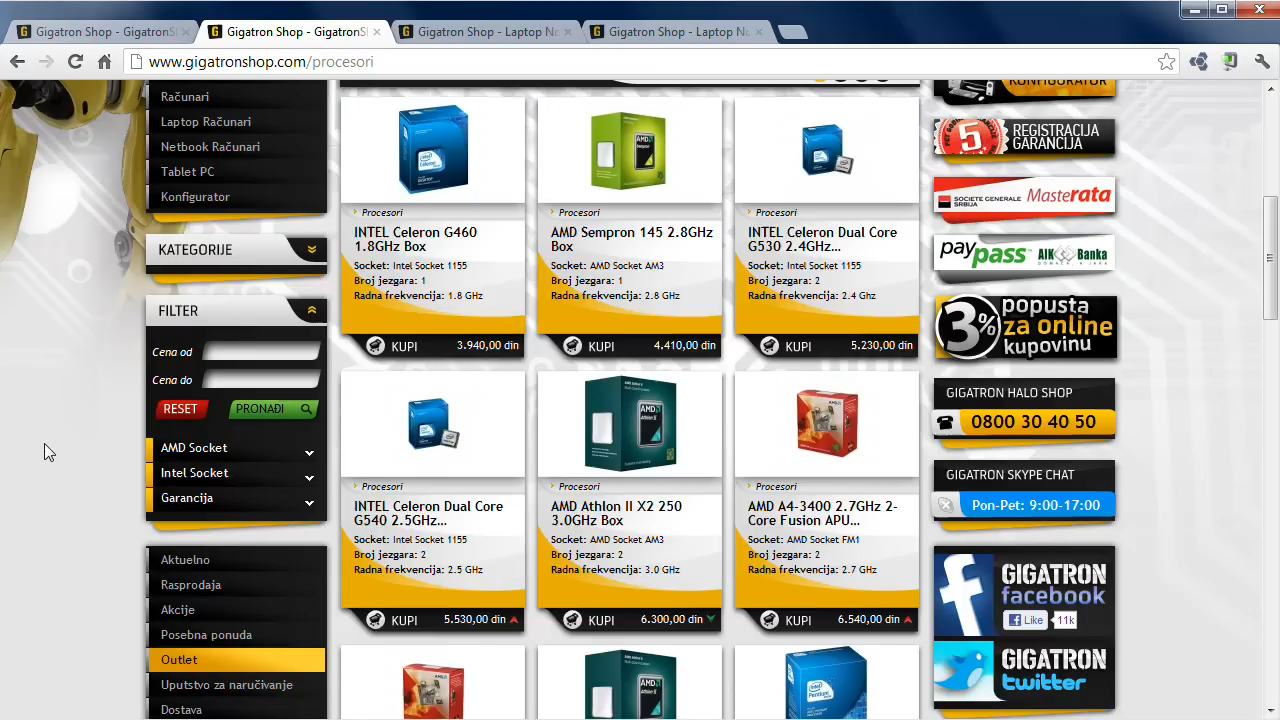 Gigatron Shop - GigatronS
Gigatron Shop - GigatronS
Gigatron Shop - Laptop No
Gigatron Shop - Laptop No
www.gigatronshop.com/procesori
Računari
Laptop Računari
Netbook Računari
Tablet PC
Konfigurator
KATEGORIJE
FILTER
Cena od
Cena do
RESET
PRONAĐI
AMD Socket
Intel Socket
Garancija
Aktuelno
Rasprodaja
Akcije
Posebna ponuda
Outlet
Uputstvo za naručivanje
Dostava
Procesori
INTEL Celeron G460
1.8GHz Box
Socket: Intel Socket 1155
Broj jezgara: 1
Radna frekvencija: 1.8 GHz
KUPI 3.940,00 din
Procesori
AMD Sempron 145 2.8GHz
Box
Socket: AMD Socket AM3
Broj jezgara: 1
Radna frekvencija: 2.8 GHz
KUPI 4.410,00 din
Procesori
INTEL Celeron Dual Core
G530 2.4GHz...
Socket: Intel Socket 1155
Broj jezgara: 2
Radna frekvencija: 2.4 Ghz
KUPI 5.230,00 din
Procesori
INTEL Celeron Dual Core
G540 2.5GHz...
Socket: Intel Socket 1155
Broj jezgara: 2
Radna frekvencija: 2.5 GHz
KUPI 5.530,00 din
Procesori
AMD Athlon II X2 250
3.0GHz Box
Socket: AMD Socket AM3
Broj jezgara: 2
Radna frekvencija: 3.0 GHz
KUPI 6.300,00 din
Procesori
AMD A4-3400 2.7GHz 2-
Core Fusion APU...
Socket: AMD Socket FM1
Broj jezgara: 2
Radna frekvencija: 2.7 GHz
KUPI 6.540,00 din
KONFIGURATOR
5
REGISTRACIJA
GARANCIJA
SOCIETE GENERALE
SRBIJA
Masterata
paypass
AIK Banka
3% popusta
za online
kupovinu
GIGATRON HALO SHOP
0800 30 40 50
GIGATRON SKYPE CHAT
Pon-Pet: 9:00-17:00
GIGATRON
facebook
Like 11k
GIGATRON
twitter